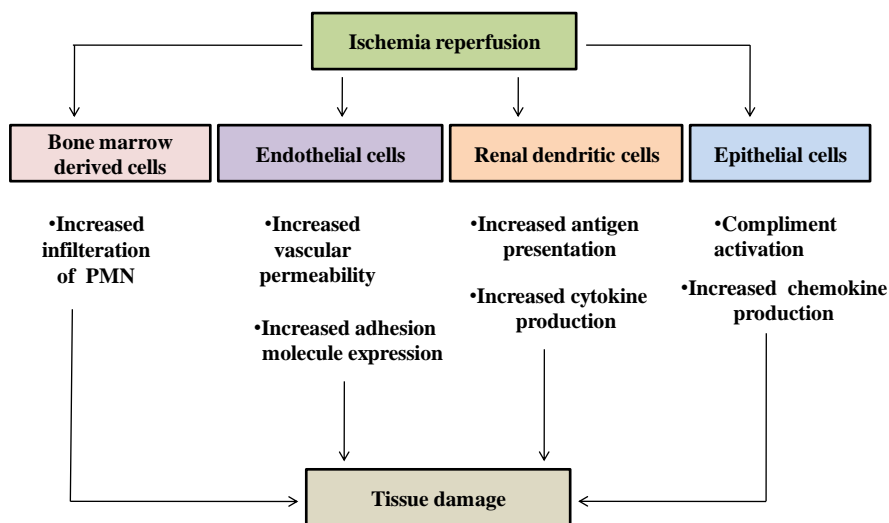 Ischemia reperfusion
Bone marrow
derived cells
Endothelial cells
Renal dendritic cells
Epithelial cells
•Increased
infilteration
of PMN
•Increased
vascular
permeability
•Increased adhesion
molecule expression
•Increased antigen
presentation
•Increased cytokine
production
•Compliment
activation
•Increased chemokine
production
Tissue damage